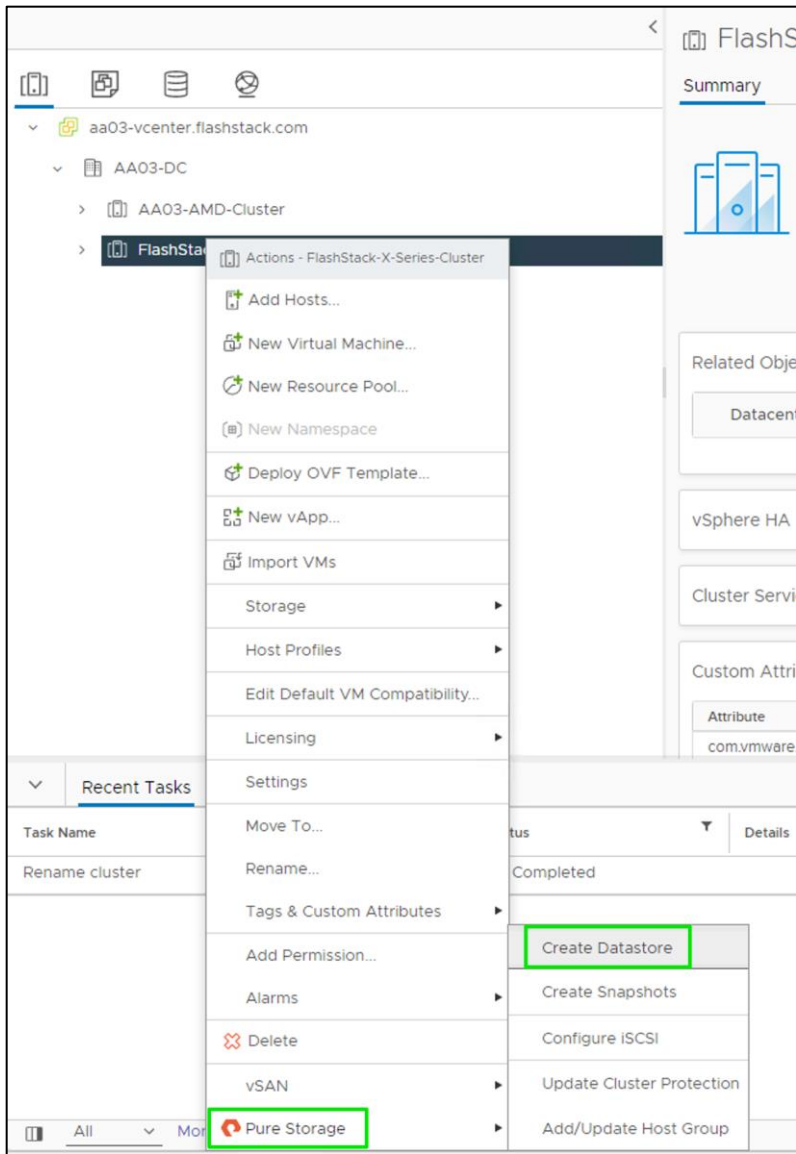 FlashS
Summary
aa03-vcenter.flashstack.com
AA03-DC
AA03-AMD-Cluster
FlashSta
Actions - FlashStack-X-Series-Cluster
Add Hosts...
New Virtual Machine...
New Resource Pool...
New Namespace
Deploy OVF Template...
New vApp...
Import VMs
Storage
Host Profiles
Edit Default VM Compatibility...
Licensing
Settings
Move To...
Rename...
Tags & Custom Attributes
Add Permission...
Alarms
Delete
vSAN
Pure Storage
Create Datastore
Create Snapshots
Configure iSCSI
Update Cluster Protection
Add/Update Host Group
Related Obje
Datacent
vSphere HA
Cluster Servi
Custom Attri
Attribute
com.vmware.
Recent Tasks
Task Name
tus
Details
Rename cluster
Completed
All
Mor